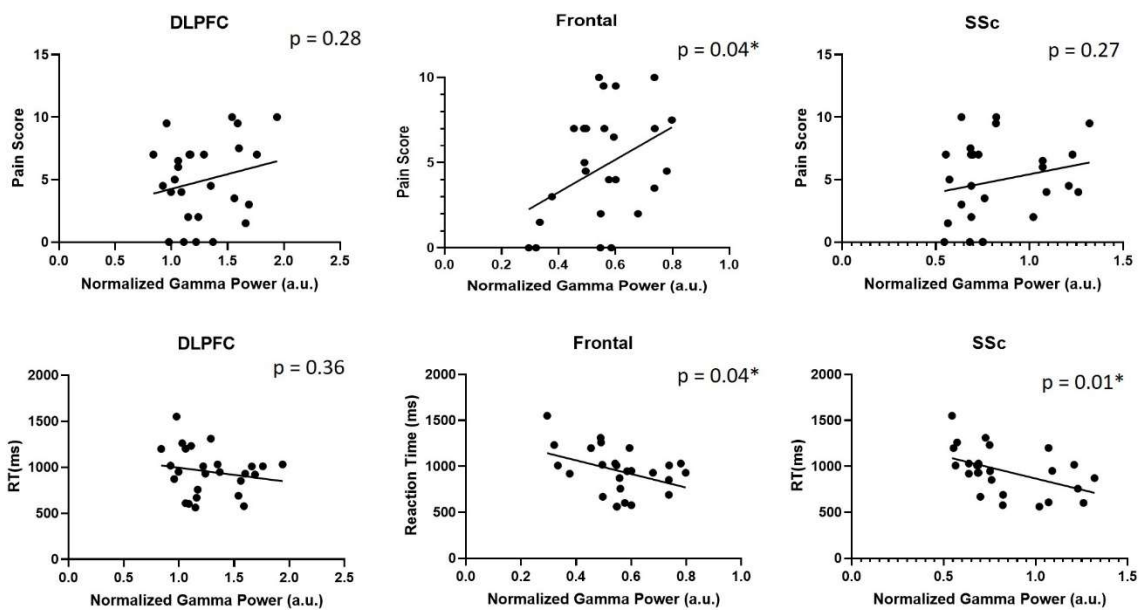 DLPFC
p = 0.28
Pain Score
15
10
5
0
0.0 0.5 1.0 1.5 2.0 2.5
Normalized Gamma Power (a.u.)
Frontal
p = 0.04*
Pain Score
10
5
0
0.0 0.2 0.4 0.6 0.8 1.0
Normalized Gamma Power (a.u.)
SSc
p = 0.27
Pain Score
15
10
5
0
0.0 0.5 1.0 1.5
Normalized Gamma Power (a.u.)
DLPFC
p = 0.36
RT(ms)
2000
1500
1000
500
0
0.0 0.5 1.0 1.5 2.0 2.5
Normalized Gamma Power (a.u.)
Frontal
p = 0.04*
Reaction Time (ms)
2000
1500
1000
500
0
0.0 0.2 0.4 0.6 0.8 1.0
Normalized Gamma Power (a.u.)
SSc
p = 0.01*
RT(ms)
2000
1500
1000
500
0
0.0 0.5 1.0 1.5
Normalized Gamma Power (a.u.)